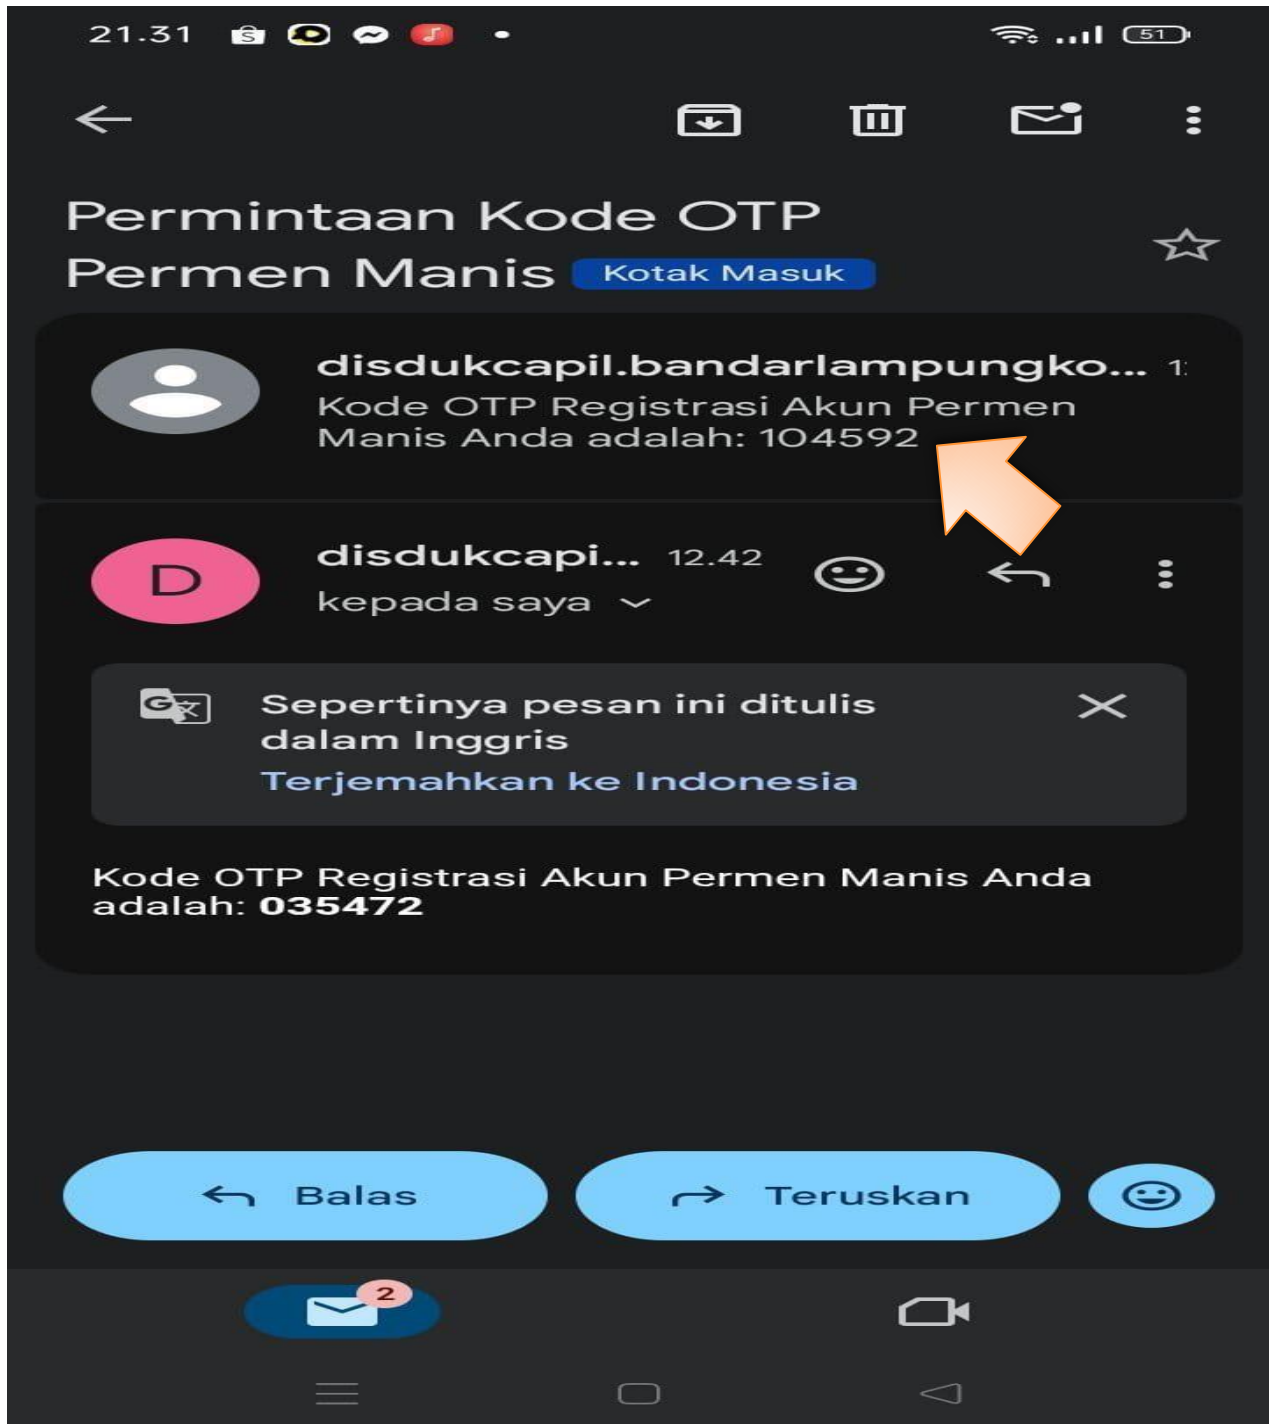 21.31
51
Permintaan Kode OTP
Permen Manis Kotak Masuk
disdukcapil.bandarlampungko...
Kode OTP Registrasi Akun Permen
Manis Anda adalah: 104592
D
disdukcapi... 12.42
kepada saya
Sepertinya pesan ini ditulis
dalam Inggris
Terjemahkan ke Indonesia
Kode OTP Registrasi Akun Permen Manis Anda
adalah: 035472
Balas
Teruskan
2